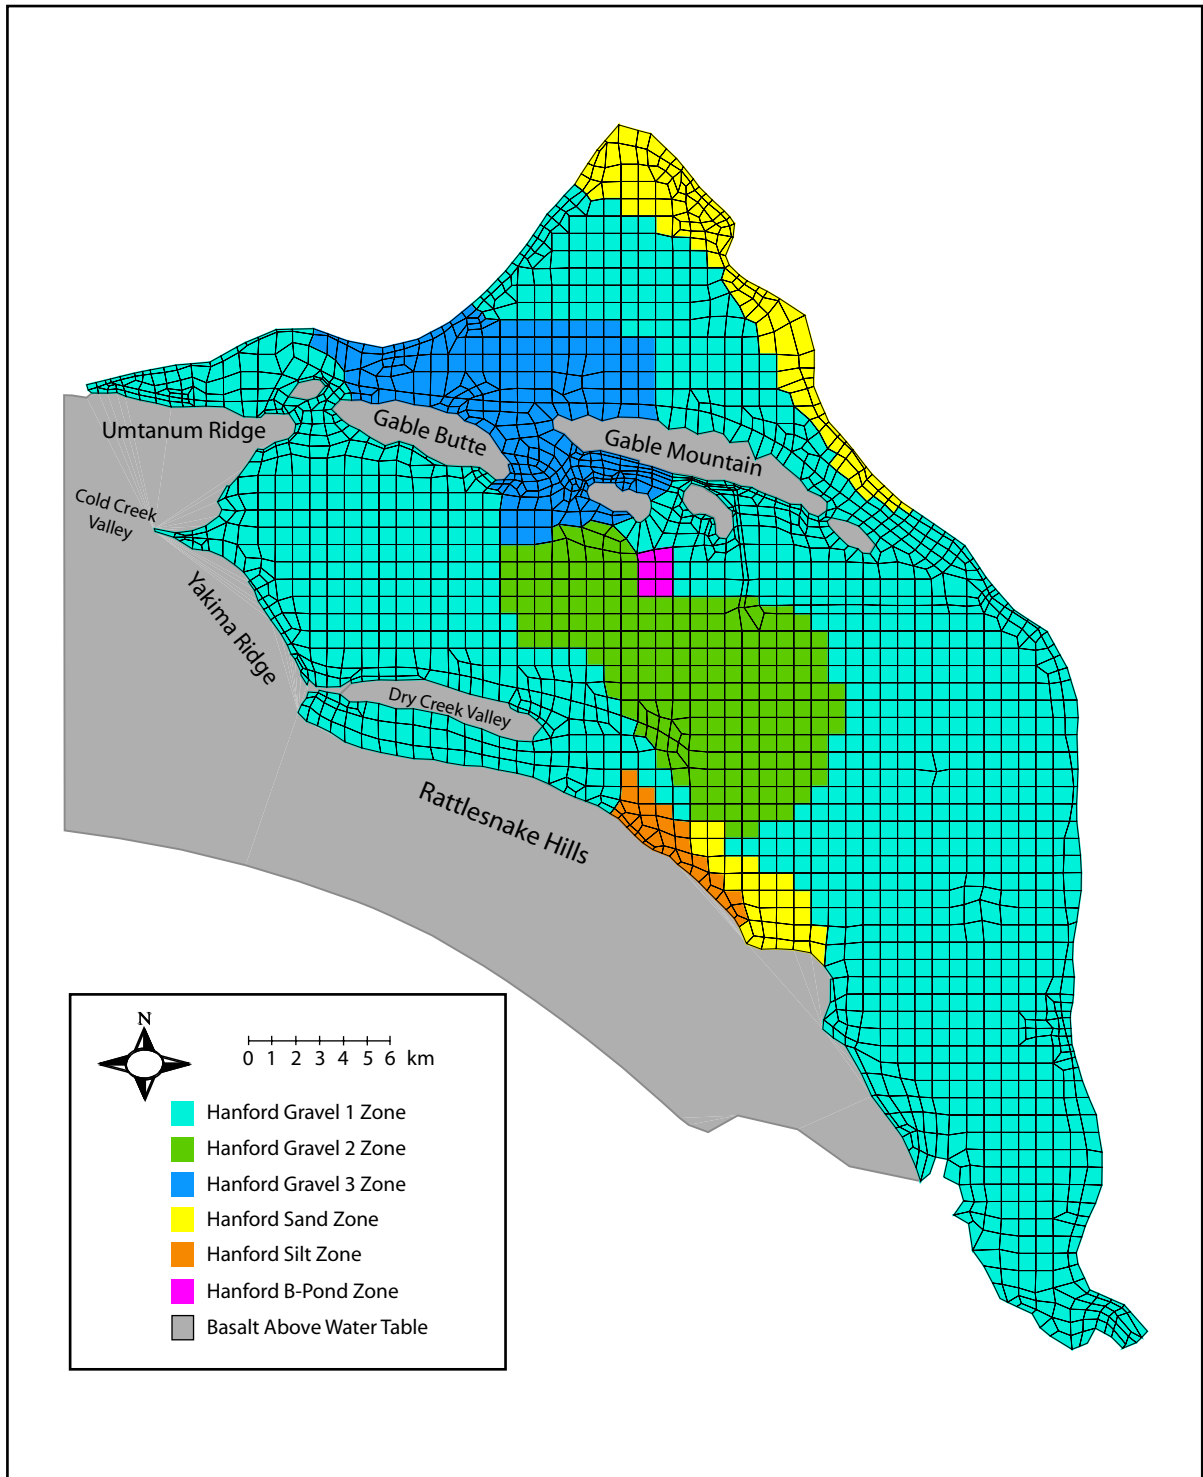 Umtanum Ridge
Gable Butte
Gable Mountain
Cold Creek
Valley
Yakima Ridge
Dry Creek Valley
Rattlesnake Hills
N
0 1 2 3 4 5 6 km
Hanford Gravel 1 Zone
Hanford Gravel 2 Zone
Hanford Gravel 3 Zone
Hanford Sand Zone
Hanford Silt Zone
Hanford B-Pond Zone
Basalt Above Water Table